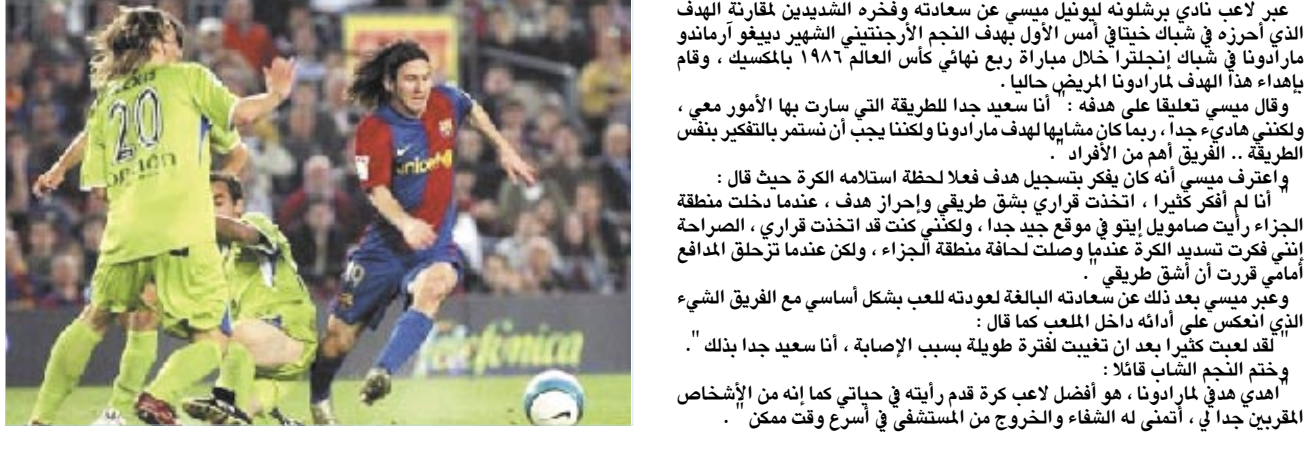 عبر لاعب نادي برشلونه ليونيل ميسي عن سعادته وفخره الشديدين لمقارنة الهدف
الذي أحرزه في شباك خيتافي أمس الأول بهدف النجم الأرجنتيني الشهير دييغو آرماندو
مارادونا في شباك إنجلترا خلال مباراة ربع نهائي كأس العالم ١٩٨٦ بالمكسيك ، وقام
بإهداء هذا الهدف لمارادونا المريض حاليا .
وقال ميسي تعليقا على هدفه :" أنا سعيد جدا للطريقة التي سارت بها الأمور معي ،
ولكنني هاديء جدا ، ربما كان مشابها لهدف مارادونا ولكننا يجب أن نستمر بالتفكير بنفس
الطريقة .. الفريق أهم من الأفراد ".
واعترف ميسي أنه كان يفكر بتسجيل هدف فعلا لحظة استلامه الكرة حيث قال :
" أنا لم أفكر كثيرا ، اتخذت قراري بشق طريقي وإحراز هدف ، عندما دخلت منطقة
الجزاء رأيت صامويل إيتو في موقع جيد جدا ، ولكنني كنت قد اتخذت قراري ، الصراحة
إنني فكرت تسديد الكرة عندما وصلت لحافة منطقة الجزاء ، ولكن عندما تزحلق المدافع
أمامي قررت أن أشق طريقي ".
وعبر ميسي بعد ذلك عن سعادته البالغة لعودته للعب بشكل أساسي مع الفريق الشيء
الذي انعكس على أدائه داخل الملعب كما قال :
" لقد لعبت كثيرا بعد ان تغيبت لفترة طويلة بسبب الإصابة ، أنا سعيد جدا بذلك ".
وختم النجم الشاب قائلا :
"اهدي هدفي لمارادونا ، هو أفضل لاعب كرة قدم رأيته في حياتي كما إنه من الأشخاص
المقربين جدا لي ، أتمنى له الشفاء والخروج من المستشفى في أسرع وقت ممكن " .
20
unicef
Telefónica